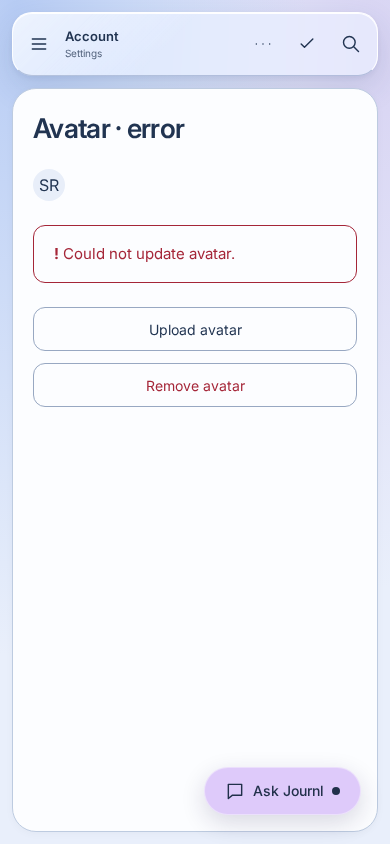 Account
Settings
...
Avatar · error
SR
! Could not update avatar.
Upload avatar
Remove avatar
Ask Journl